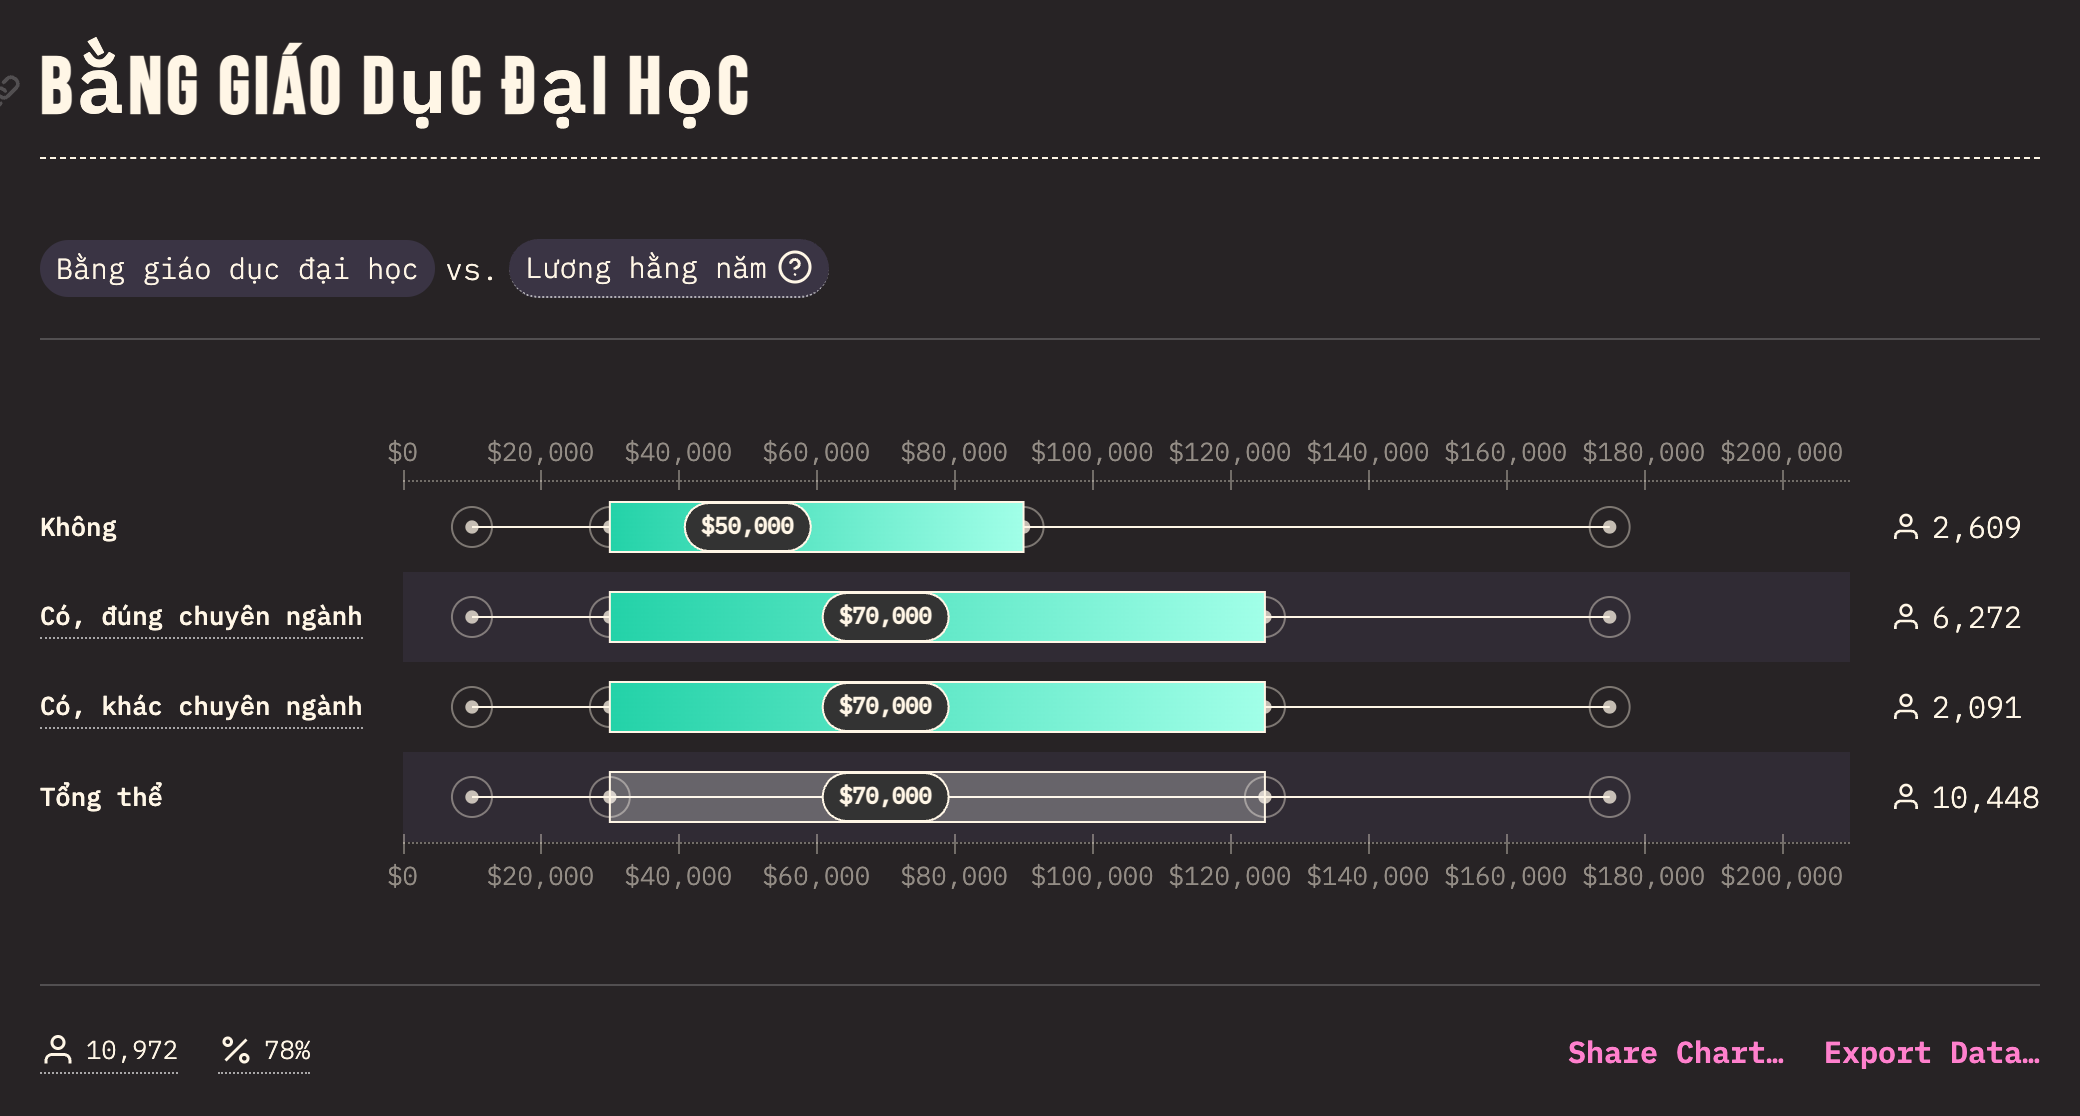 BằNG GIÁO DụC ĐạI HọC
Bằng giáo dục đại học vs. Lương hằng năm ?
$0 $20,000 $40,000 $60,000 $80,000 $100,000 $120,000 $140,000 $160,000 $180,000 $200,000
Không $50,000 2,609
Có, đúng chuyên ngành $70,000 6,272
Có, khác chuyên ngành $70,000 2,091
Tổng thể $70,000 10,448
$0 $20,000 $40,000 $60,000 $80,000 $100,000 $120,000 $140,000 $160,000 $180,000 $200,000
10,972 % 78% Share Chart… Export Data…